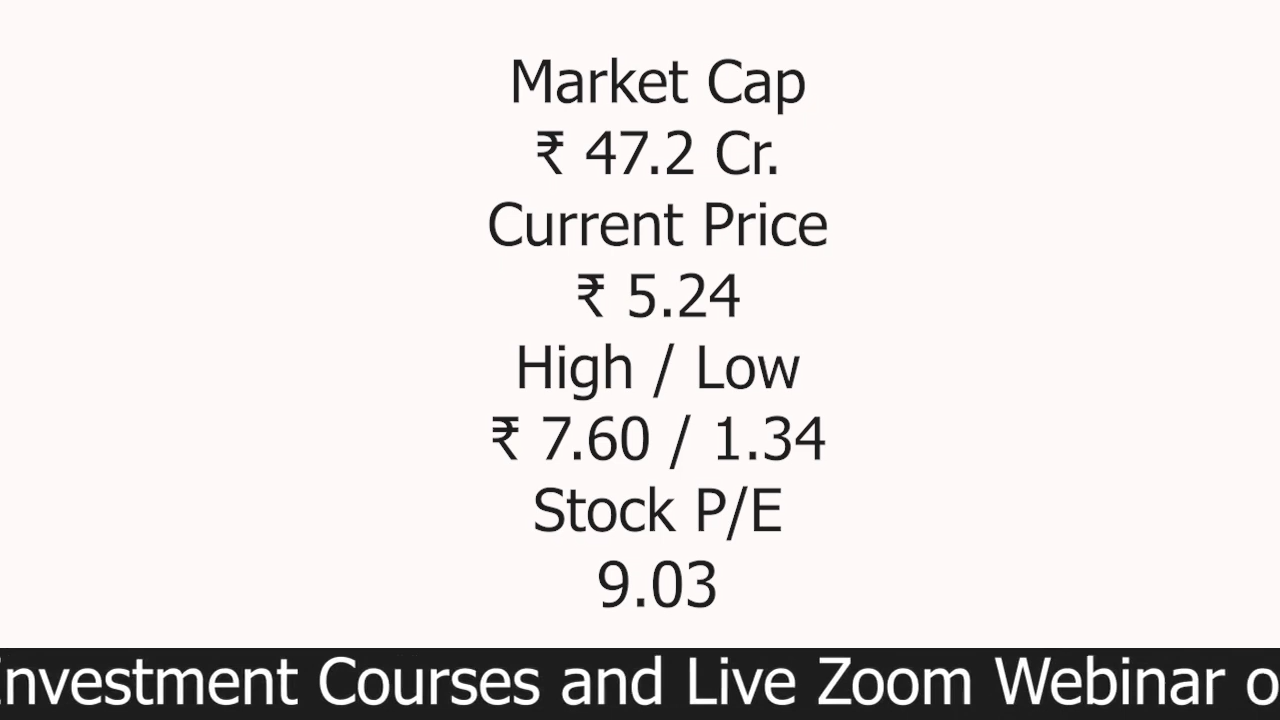 Market Cap
₹ 47.2 Cr.
Current Price
₹ 5.24
High / Low
₹ 7.60 / 1.34
Stock P/E
9.03
Investment Courses and Live Zoom Webinar o